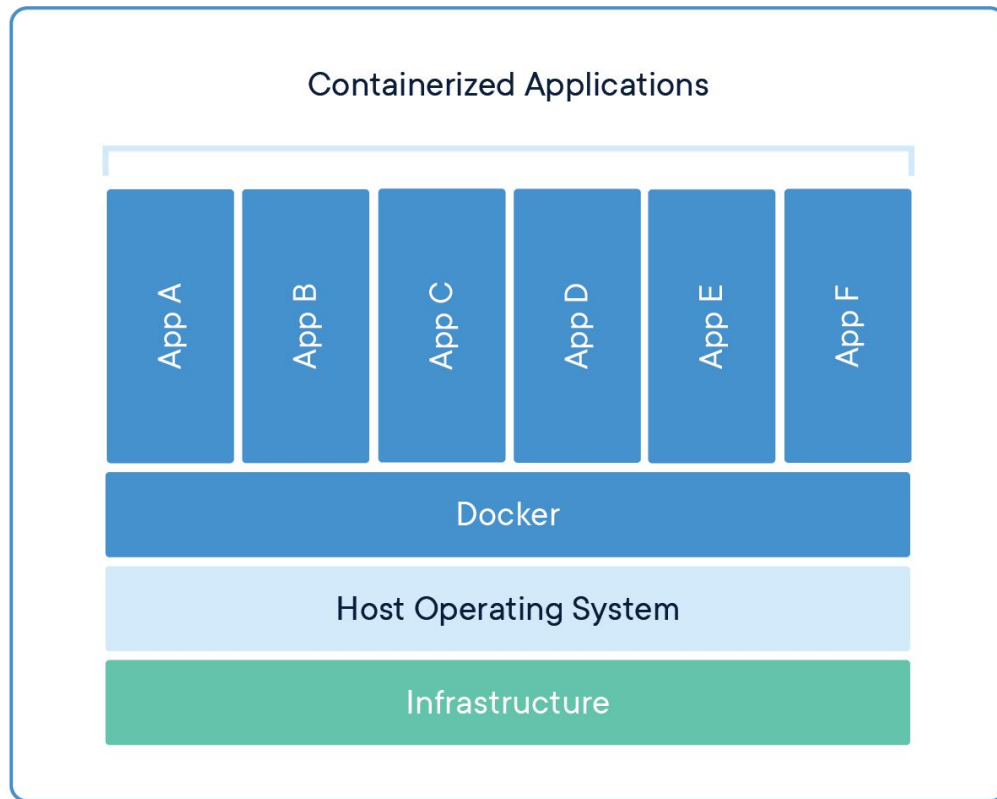 Containerized Applications
App A
App B
App C
App D
App E
App F
Docker
Host Operating System
Infrastructure